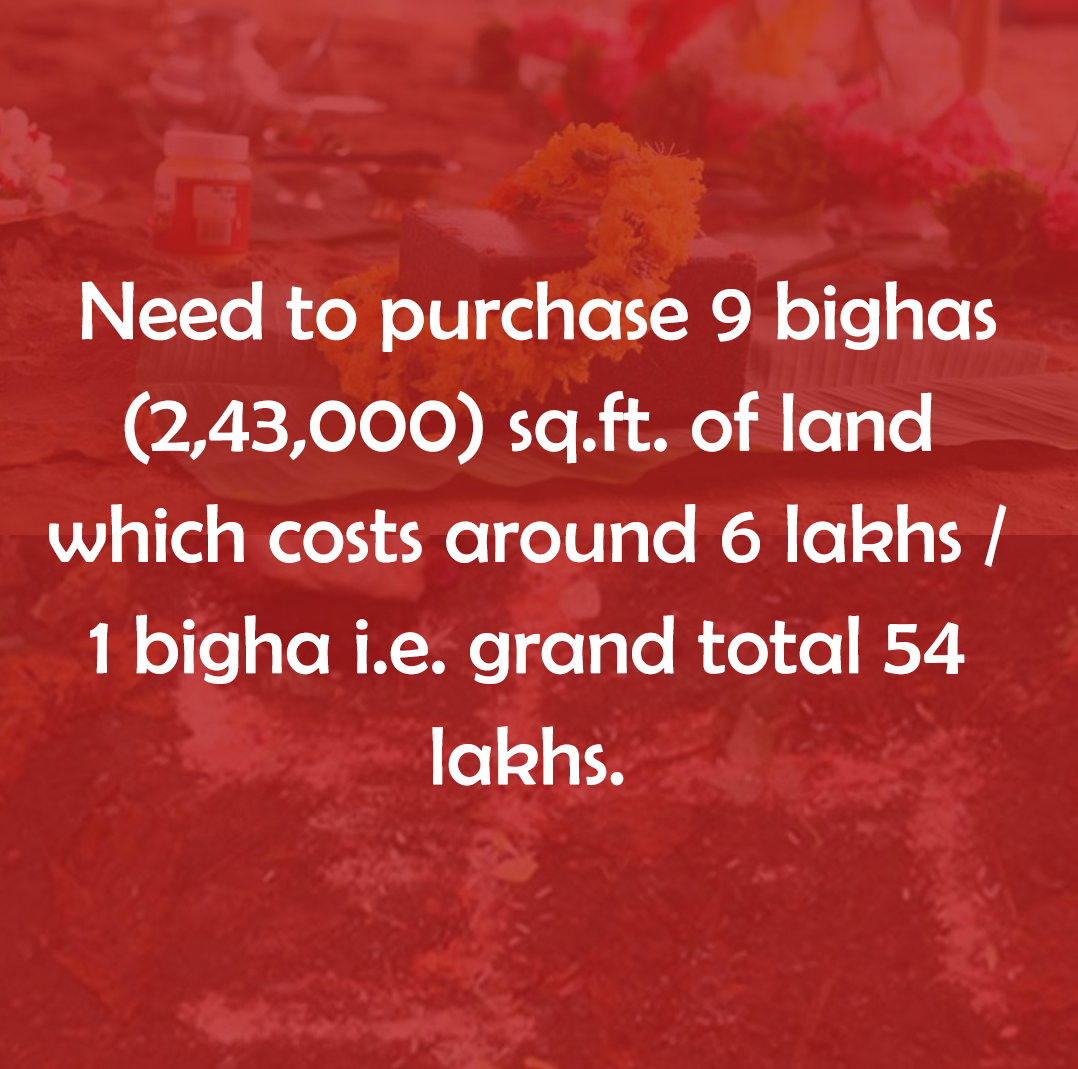 Need to purchase 9 bighas
(2,43,000) sq.ft. of land
which costs around 6 lakhs /
1 bigha i.e. grand total 54
lakhs.